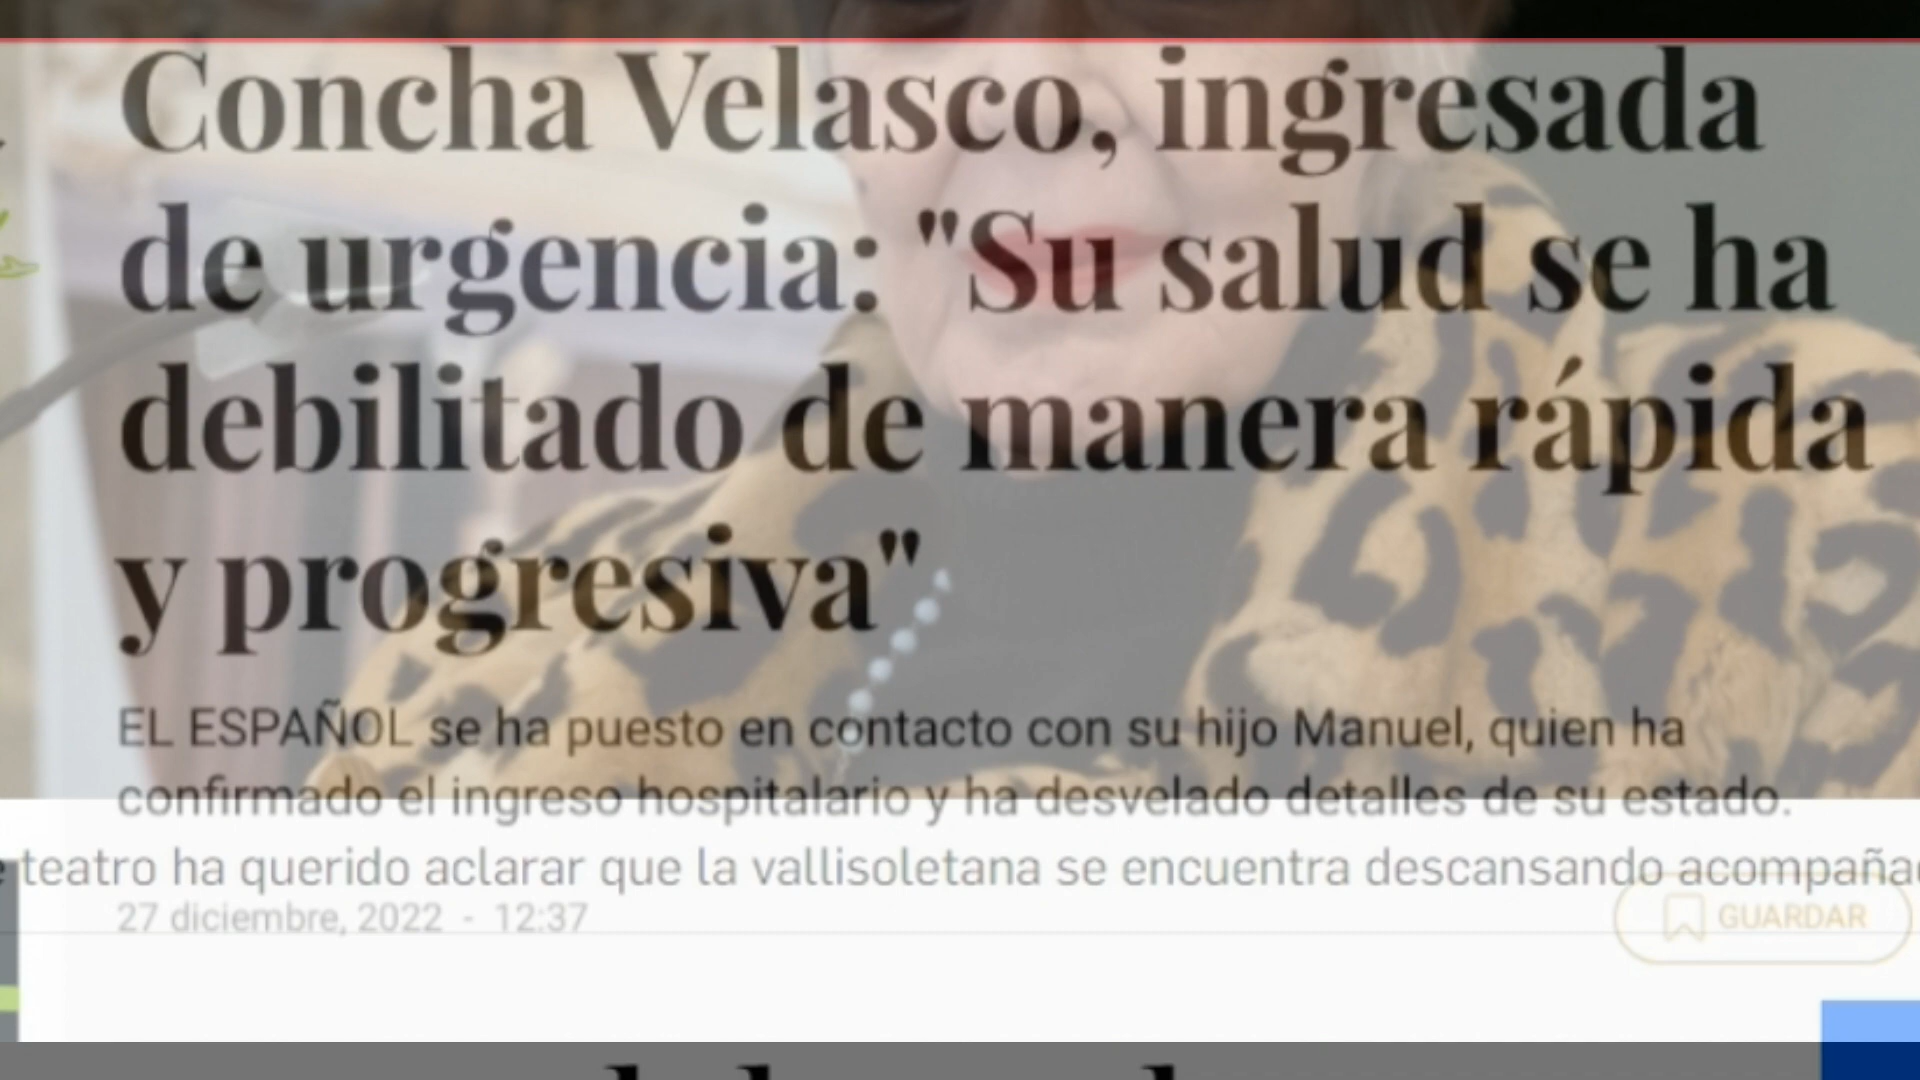 Concha Velasco, ingresada
de urgencia: "Su salud se ha
debilitado de manera rápida
y progresiva"
EL ESPAÑOL se ha puesto en contacto con su hijo Manuel, quien ha
confirmado el ingreso hospitalario y ha desvelado detalles de su estado.
teatro ha querido aclarar que la vallisoletana se encuentra descansando
27 diciembre, 2022 - 12:37
GUARDAR